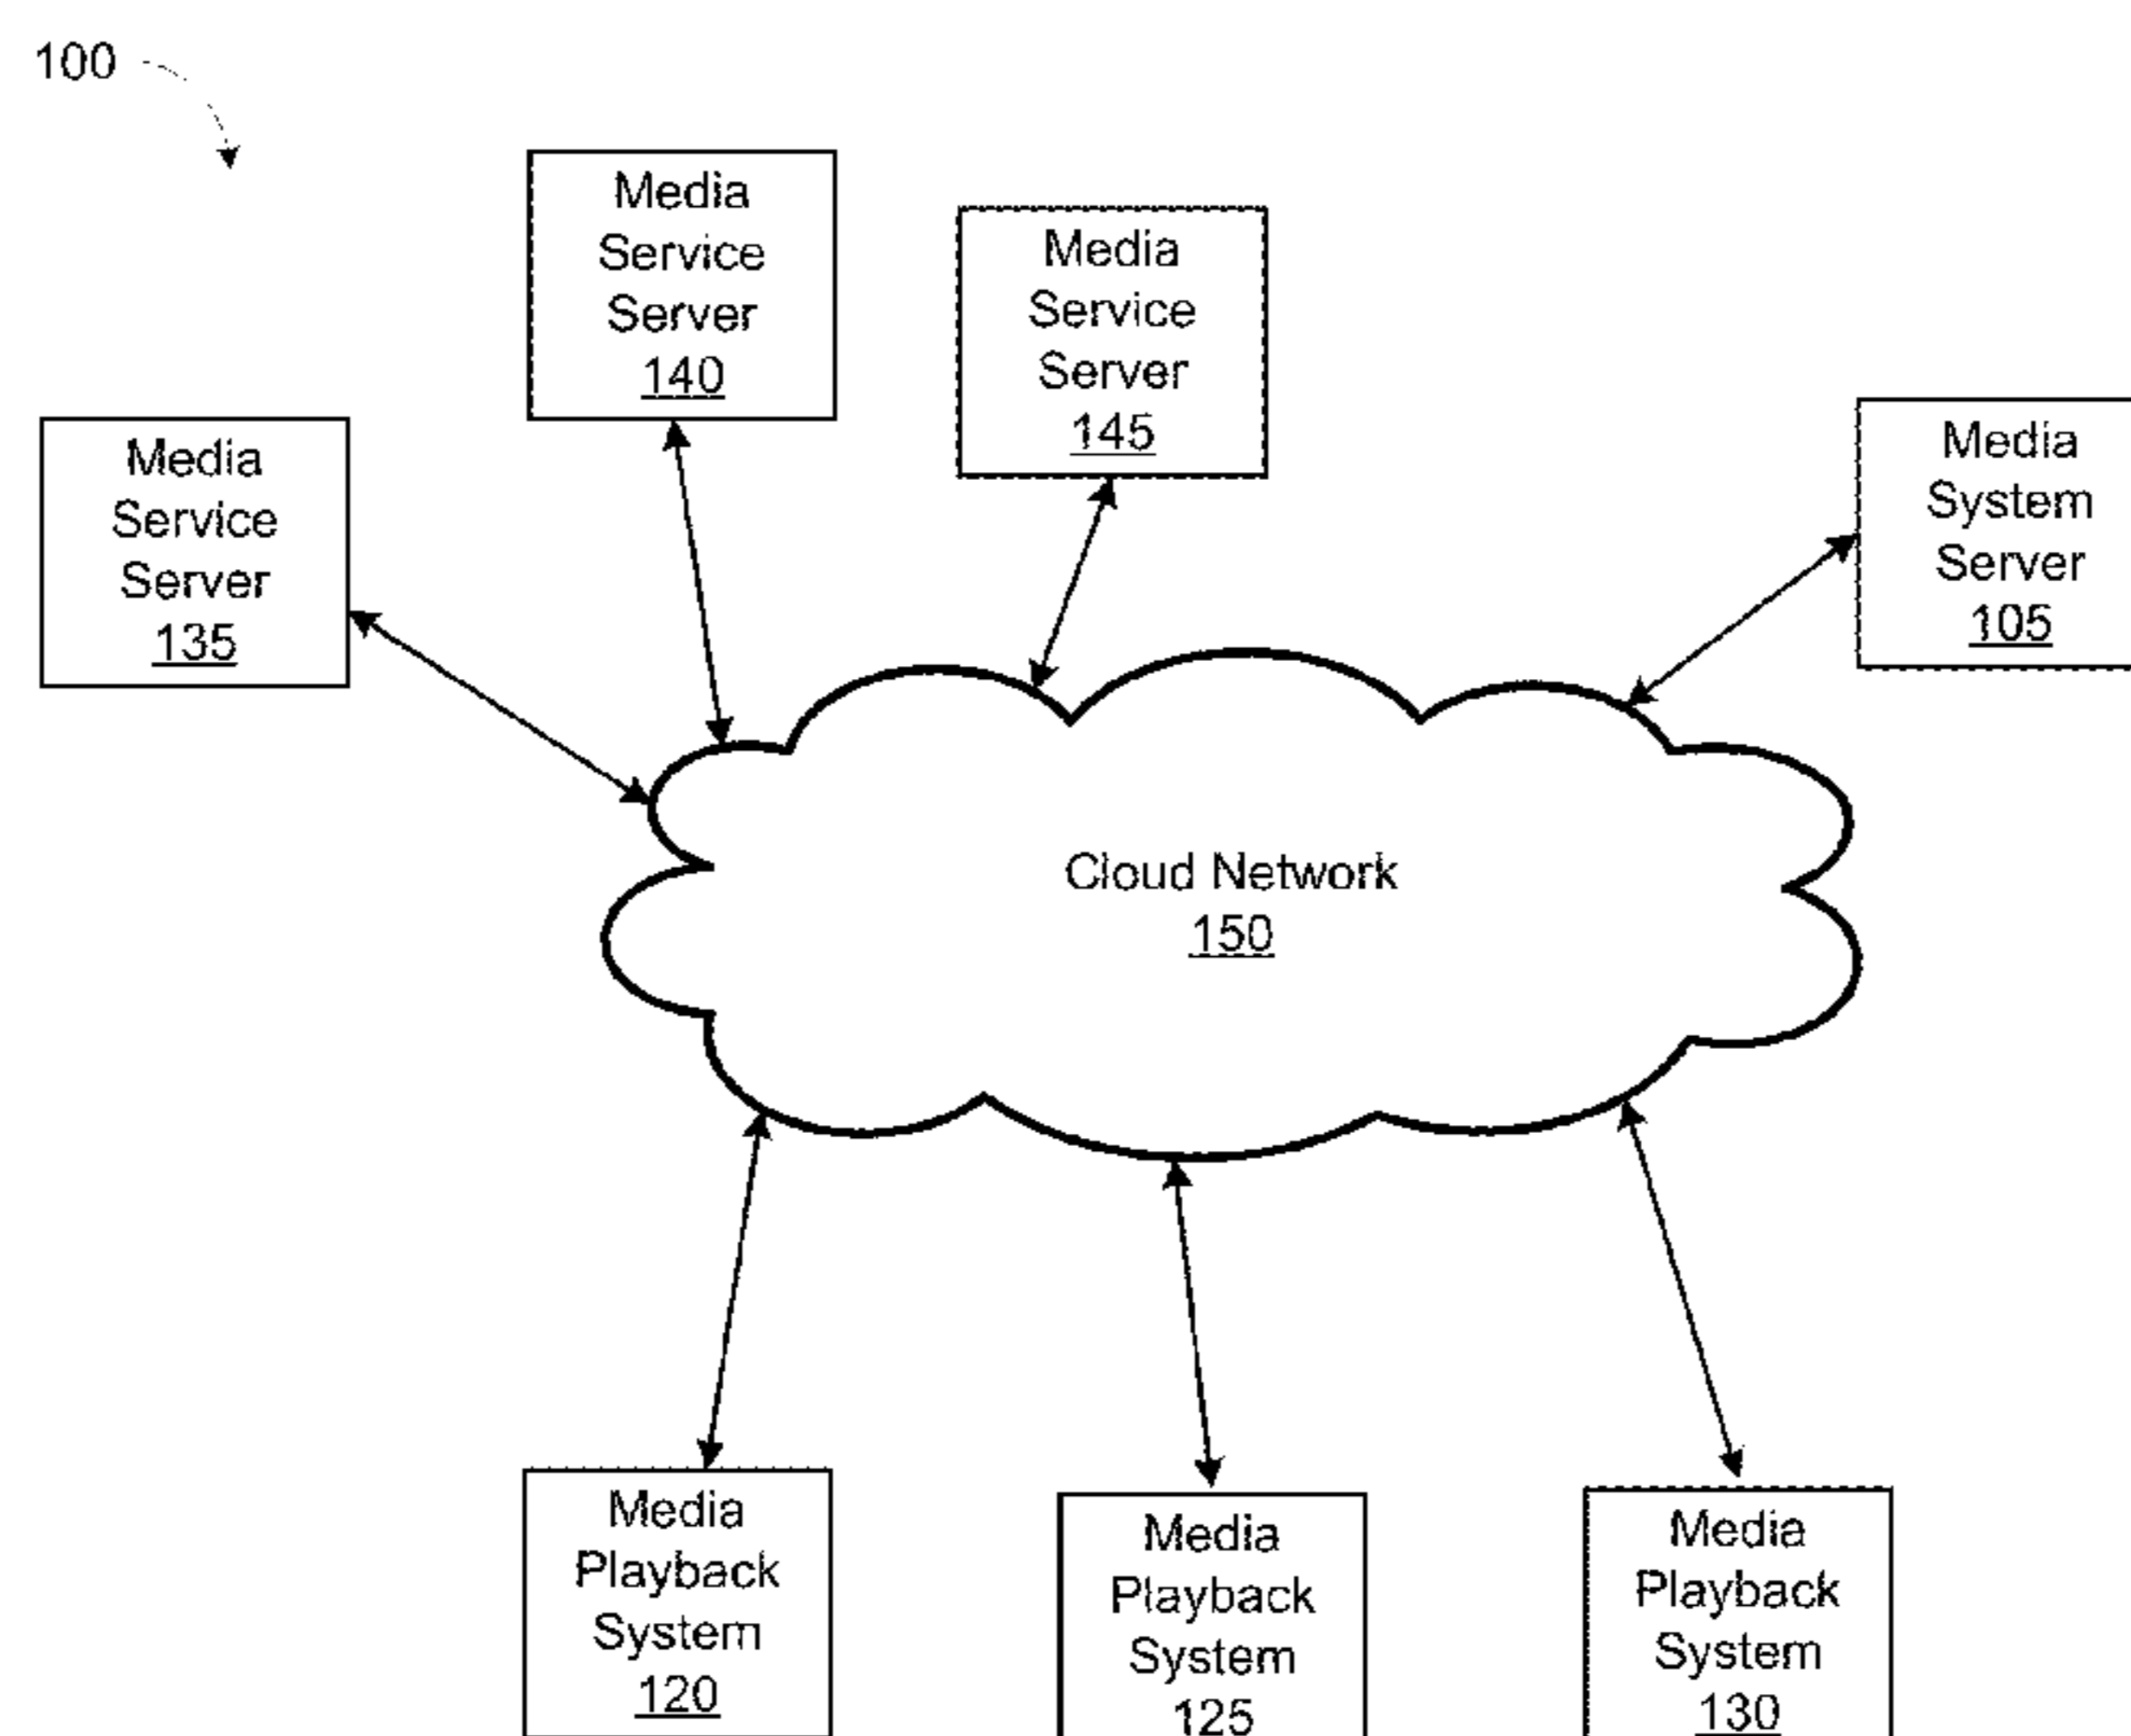 100
Media
Service
Server
140
Media
Service
Server
145
Media
Service
Server
135
Media
System
Server
105
Cloud Network
150
Media
Playback
System
120
Media
Playback
System
125
Media
Playback
System
130